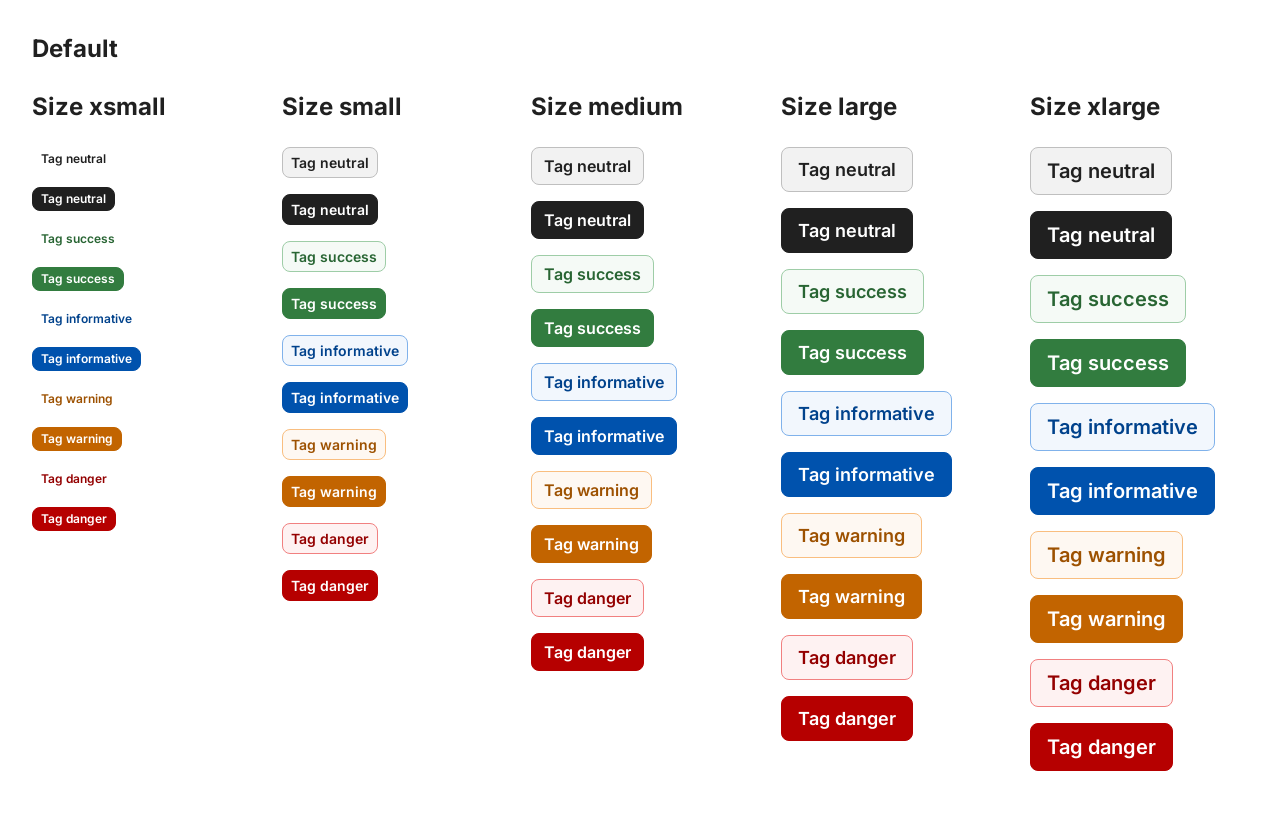 Default
Size xsmall
Tag neutral
Tag neutral
Tag success
Tag success
Tag informative
Tag informative
Tag warning
Tag warning
Tag danger
Tag danger
Size small
Tag neutral
Tag neutral
Tag success
Tag success
Tag informative
Tag informative
Tag warning
Tag warning
Tag danger
Tag danger
Size medium
Tag neutral
Tag neutral
Tag success
Tag success
Tag informative
Tag informative
Tag warning
Tag warning
Tag danger
Tag danger
Size large
Tag neutral
Tag neutral
Tag success
Tag success
Tag informative
Tag informative
Tag warning
Tag warning
Tag danger
Tag danger
Size xlarge
Tag neutral
Tag neutral
Tag success
Tag success
Tag informative
Tag informative
Tag warning
Tag warning
Tag danger
Tag danger